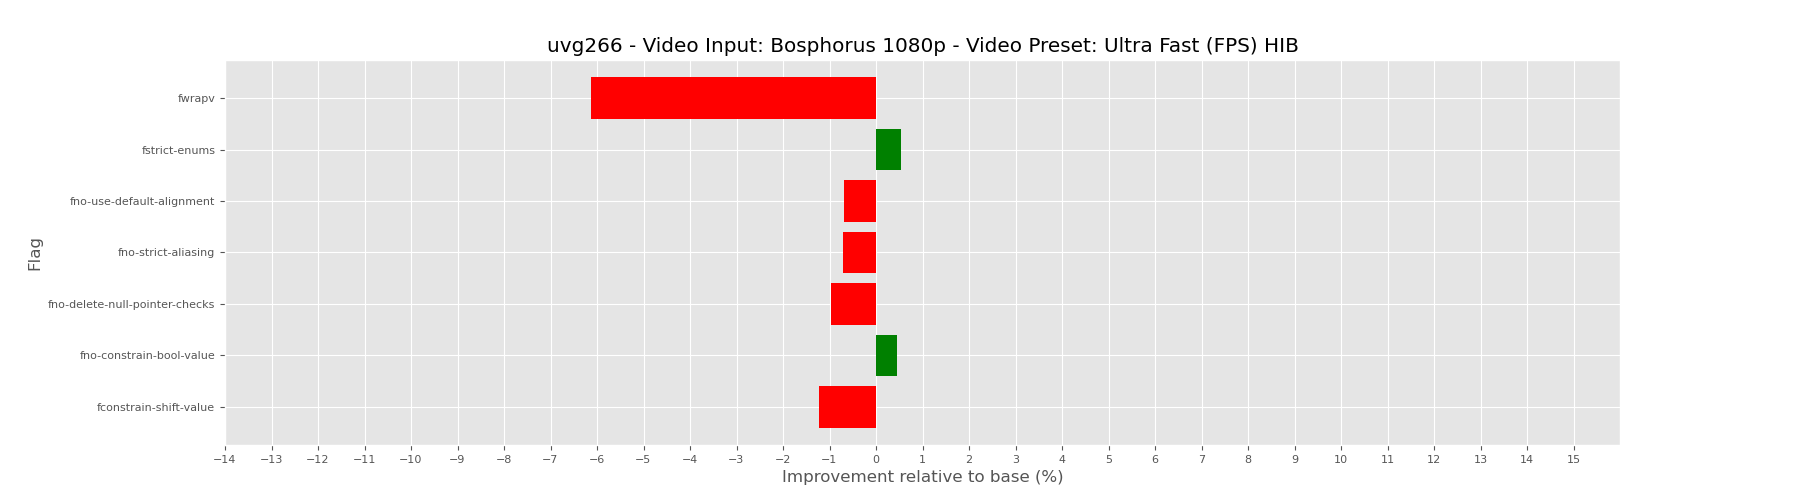 uvg266 - Video Input: Bosphorus 1080p - Video Preset: Ultra Fast (FPS) HIB
Flag
fwrapv
fstrict-enums
fno-use-default-alignment
fno-strict-aliasing
fno-delete-null-pointer-checks
fno-constrain-bool-value
fconstrain-shift-value
−14 −13 −12 −11 −10 −9 −8 −7 −6 −5 −4 −3 −2 −1 0 1 2 3 4 5 6 7 8 9 10 11 12 13 14 15
Improvement relative to base (%)